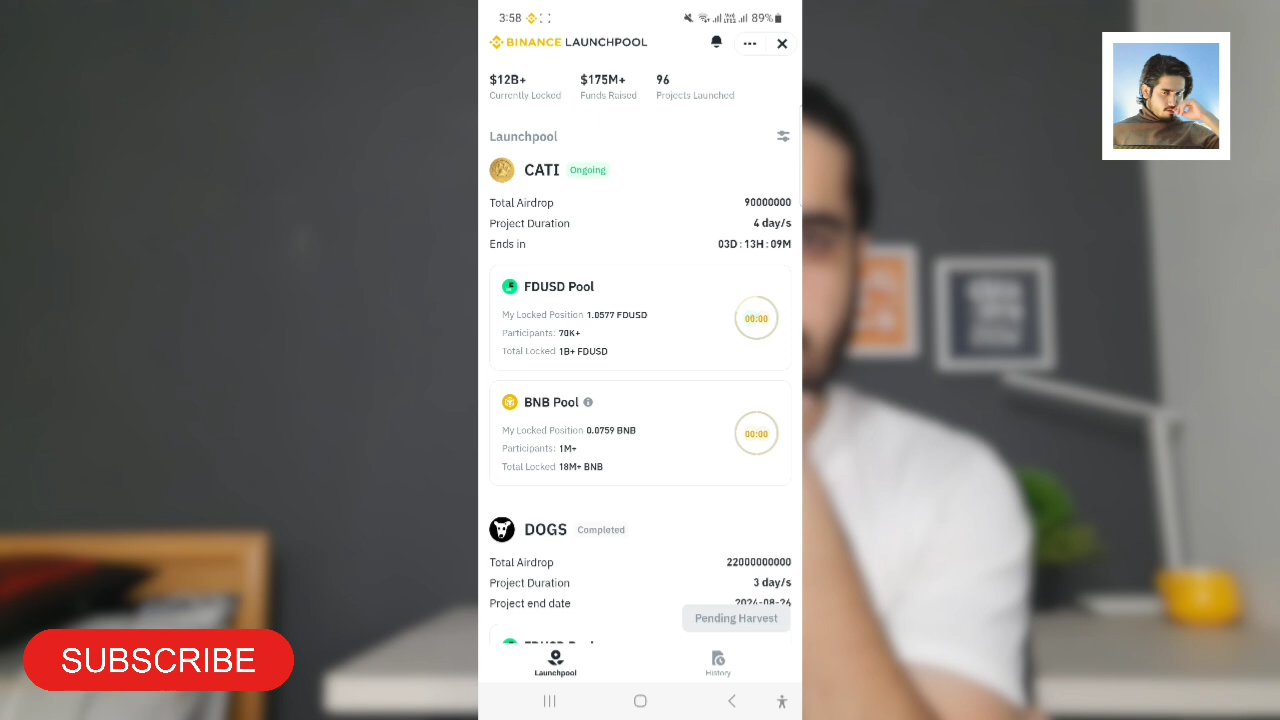 3:58 89%
BINANCE LAUNCHPOOL
$12B+ $175M+ 96
Currently Locked Funds Raised Projects Launched
Launchpool
CATI Ongoing
Total Airdrop 90000000
Project Duration 4 day/s
Ends in 03D : 13H : 09M
FDUSD Pool
My Locked Position 1.0577 FDUSD
Participants: 70K+
Total Locked 1B+ FDUSD
00:00
BNB Pool
My Locked Position 0.0759 BNB
Participants: 1M+
Total Locked 18M+ BNB
00:00
DOGS Completed
Total Airdrop 22000000000
Project Duration 3 day/s
Project end date 2024-08-26
Pending Harvest
FDUSD Pool
Launchpool History
SUBSCRIBE